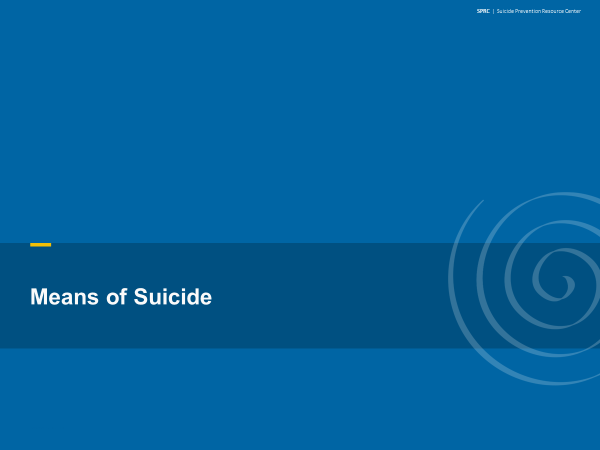 SPRC | Suicide Prevention Resource Center
Means of Suicide